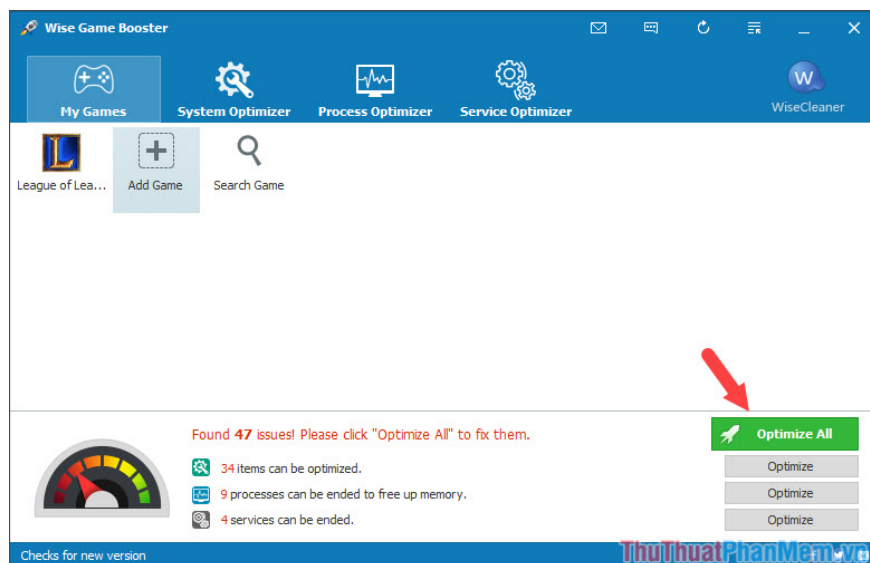 Wise Game Booster
My Games
System Optimizer
Process Optimizer
Service Optimizer
W
WiseCleaner
L
League of Lea...
Add Game
Search Game
Found 47 issues! Please click "Optimize All" to fix them.
Optimize All
34 items can be optimized.
Optimize
9 processes can be ended to free up memory.
Optimize
4 services can be ended.
Optimize
Checks for new version
ThuThuatPhanMem.vn